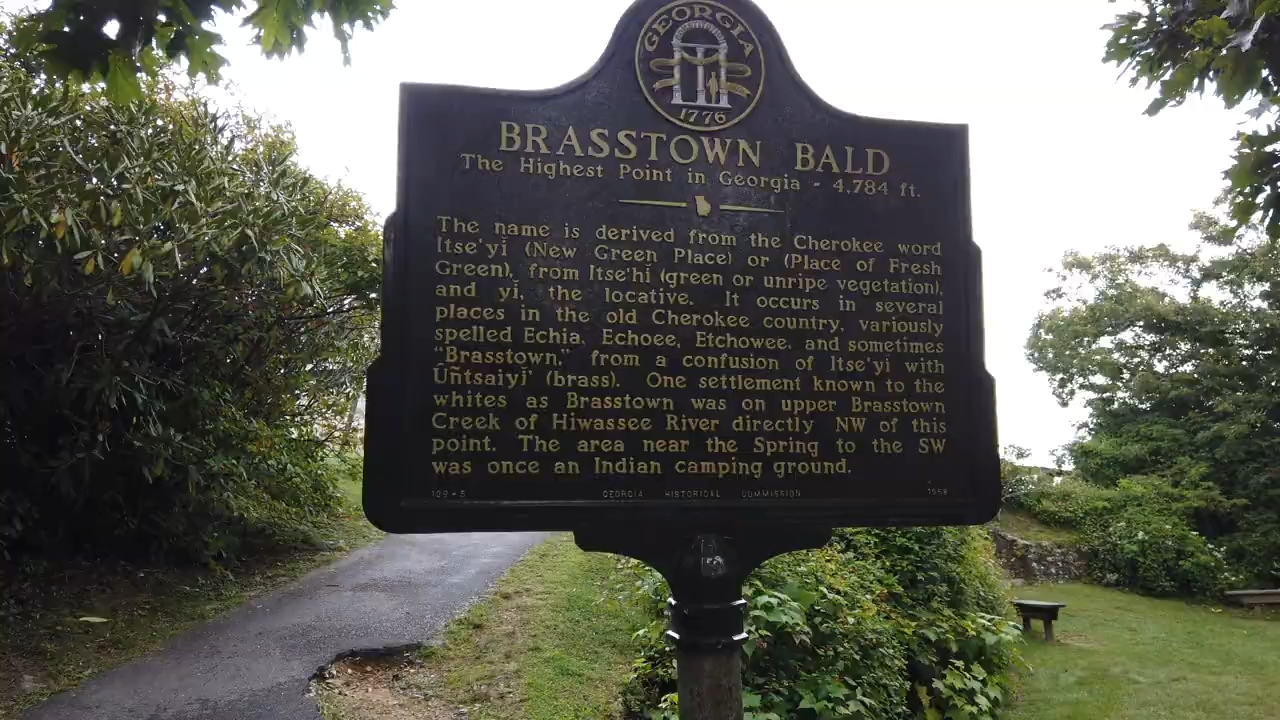 GEORGIA
1776
BRASSTOWN BALD
The Highest Point in Georgia - 4,784 ft.
The name is derived from the Cherokee word
Itse'yĭ (New Green Place) or (Place of Fresh
Green), from Itse'hĭ (green or unripe vegetation),
and yĭ, the locative. It occurs in several
places in the old Cherokee country, variously
spelled Echia, Echoee, Etchowee, and sometimes
"Brasstown," from a confusion of Itse'yĭ with
Ûñtsaiyĭ' (brass). One settlement known to the
whites as Brasstown was on upper Brasstown
Creek of Hiwassee River directly NW of this
point. The area near the Spring to the SW
was once an Indian camping ground.
GEORGIA HISTORICAL COMMISSION